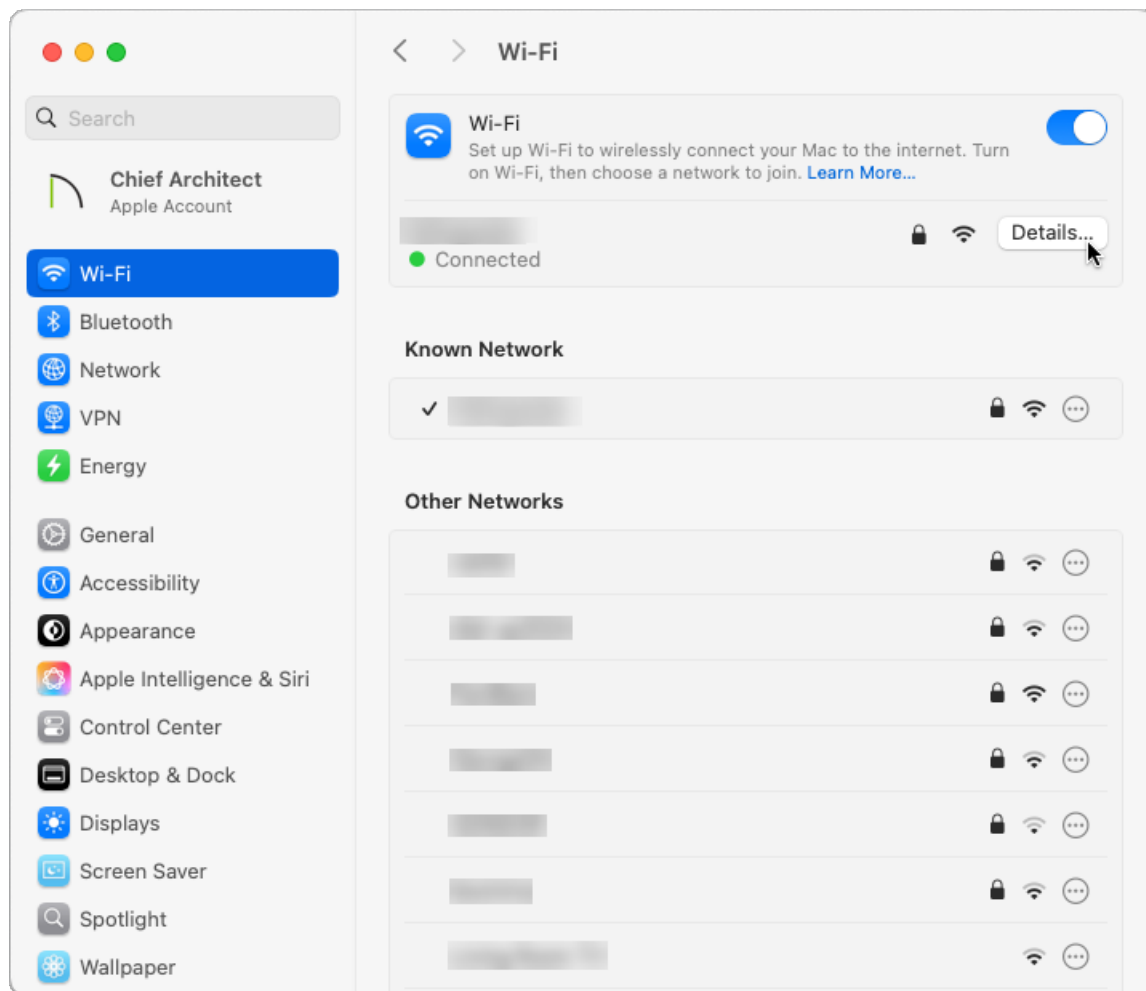 Wi-Fi
Search
Chief Architect
Apple Account
Wi-Fi
Bluetooth
Network
VPN
Energy
General
Accessibility
Appearance
Apple Intelligence & Siri
Control Center
Desktop & Dock
Displays
Screen Saver
Spotlight
Wallpaper
Wi-Fi
Set up Wi-Fi to wirelessly connect your Mac to the internet. Turn
on Wi-Fi, then choose a network to join. Learn More...
Details...
Connected
Known Network
Other Networks